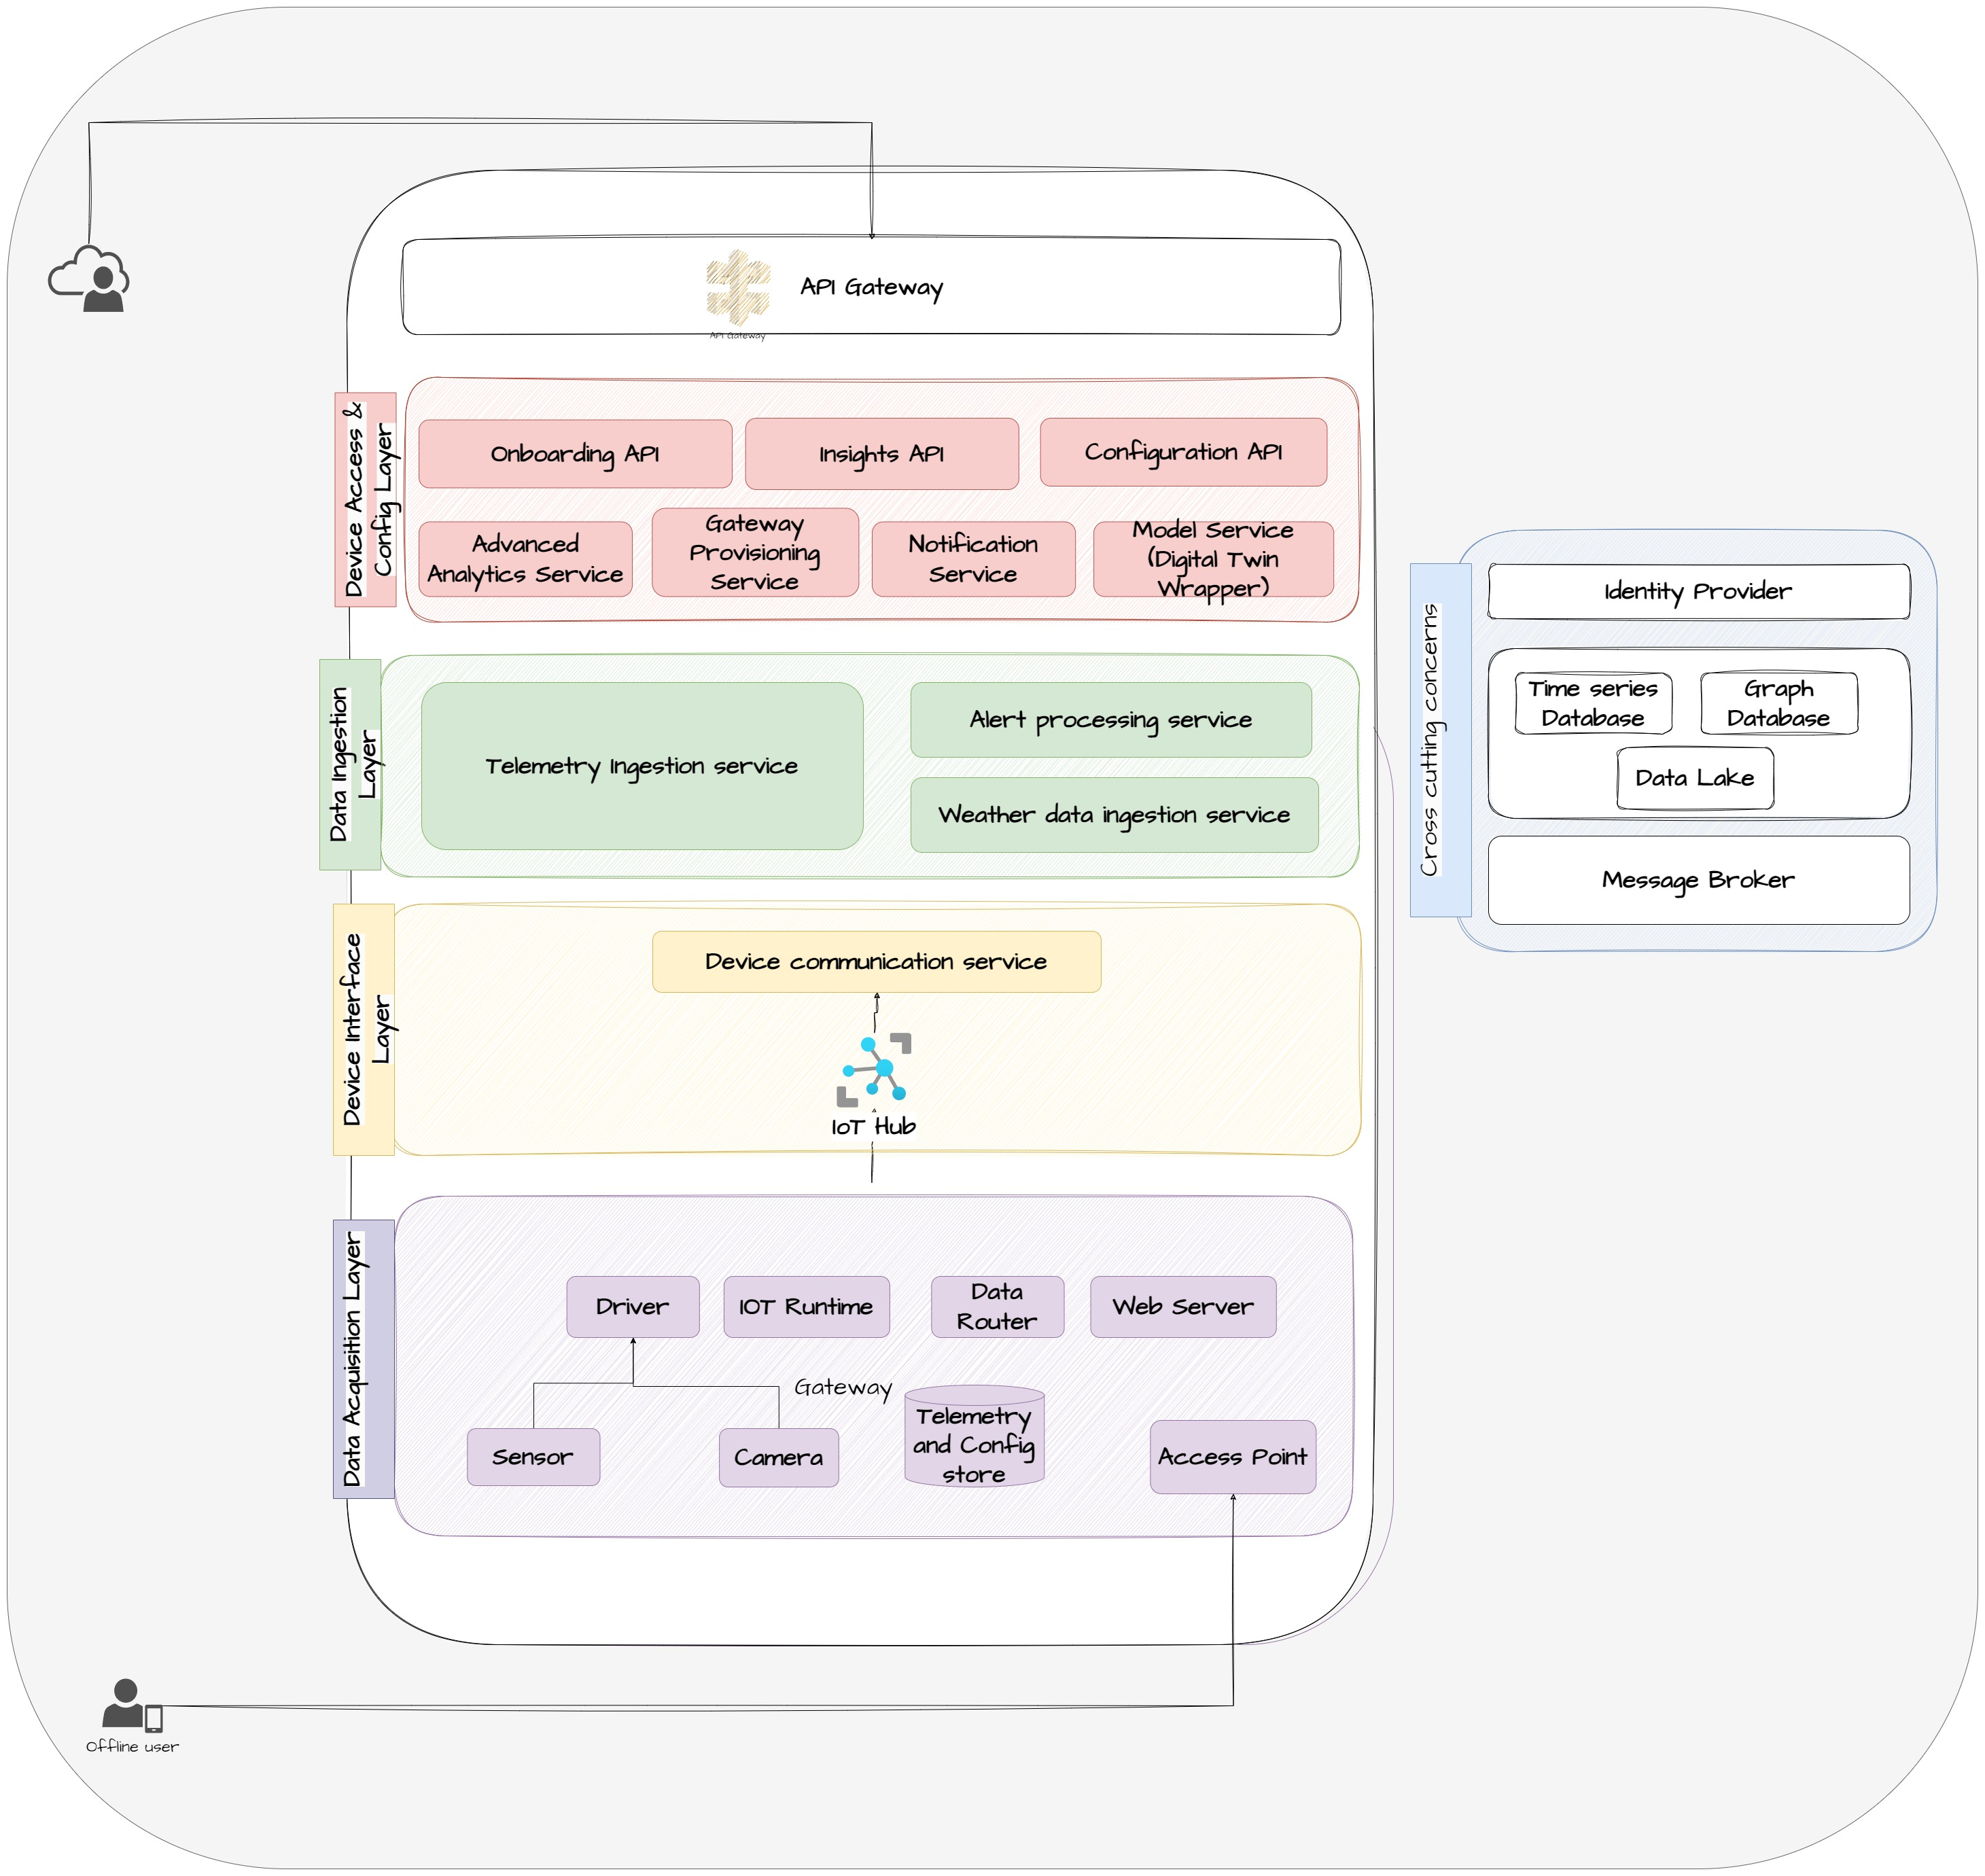 API Gateway
API Gateway
Device Access &
Config Layer
Onboarding API
Insights API
Configuration API
Advanced
Analytics Service
Gateway
Provisioning
Service
Notification
Service
Model Service
(Digital Twin
Wrapper)
Data Ingestion
Layer
Telemetry Ingestion service
Alert processing service
Weather data ingestion service
Device Interface
Layer
Device communication service
IoT Hub
Data Acquisition Layer
Driver
IOT Runtime
Data
Router
Web Server
Gateway
Sensor
Camera
Telemetry
and Config
store
Access Point
Cross cutting concerns
Identity Provider
Time series
Database
Graph
Database
Data Lake
Message Broker
Offline user